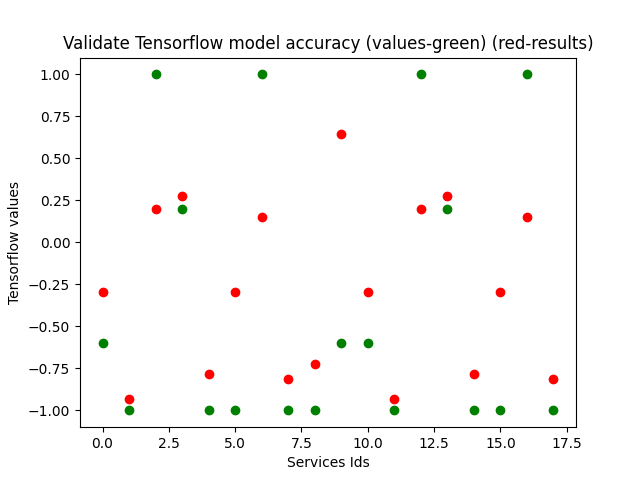 Validate Tensorflow model accuracy (values-green) (red-results)
1.00
0.75
0.50
0.25
0.00
−0.25
−0.50
−0.75
−1.00
Tensorflow values
0.0 2.5 5.0 7.5 10.0 12.5 15.0 17.5
Services Ids